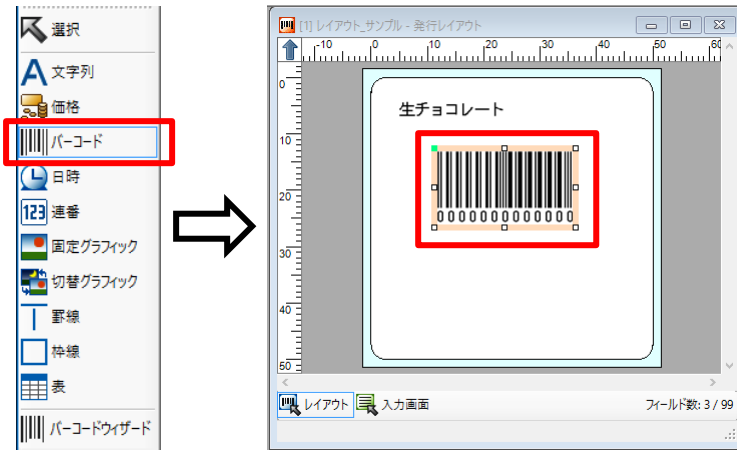 選択
文字列
価格
バーコード
日時
123 連番
固定グラフィック
切替グラフィック
罫線
枠線
表
バーコードウィザード
[1] レイアウト_サンプル - 発行レイアウト
-10 0 10 20 30 40 50 60
0
10
20
30
40
50
生チョコレート
0000000000000
レイアウト 入力画面 フィールド数: 3 / 99